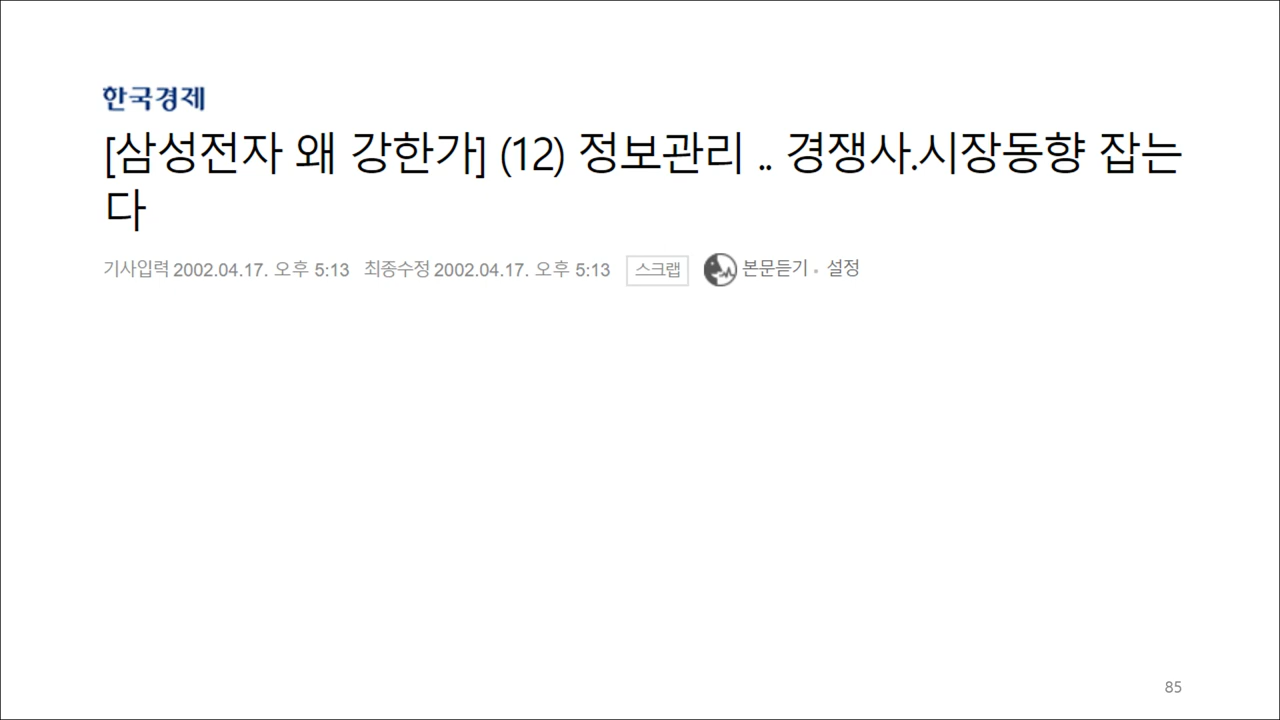 한국경제
[삼성전자 왜 강한가] (12) 정보관리 .. 경쟁사.시장동향 잡는
다
기사입력 2002.04.17. 오후 5:13 최종수정 2002.04.17. 오후 5:13 스크랩 본문듣기 · 설정
85